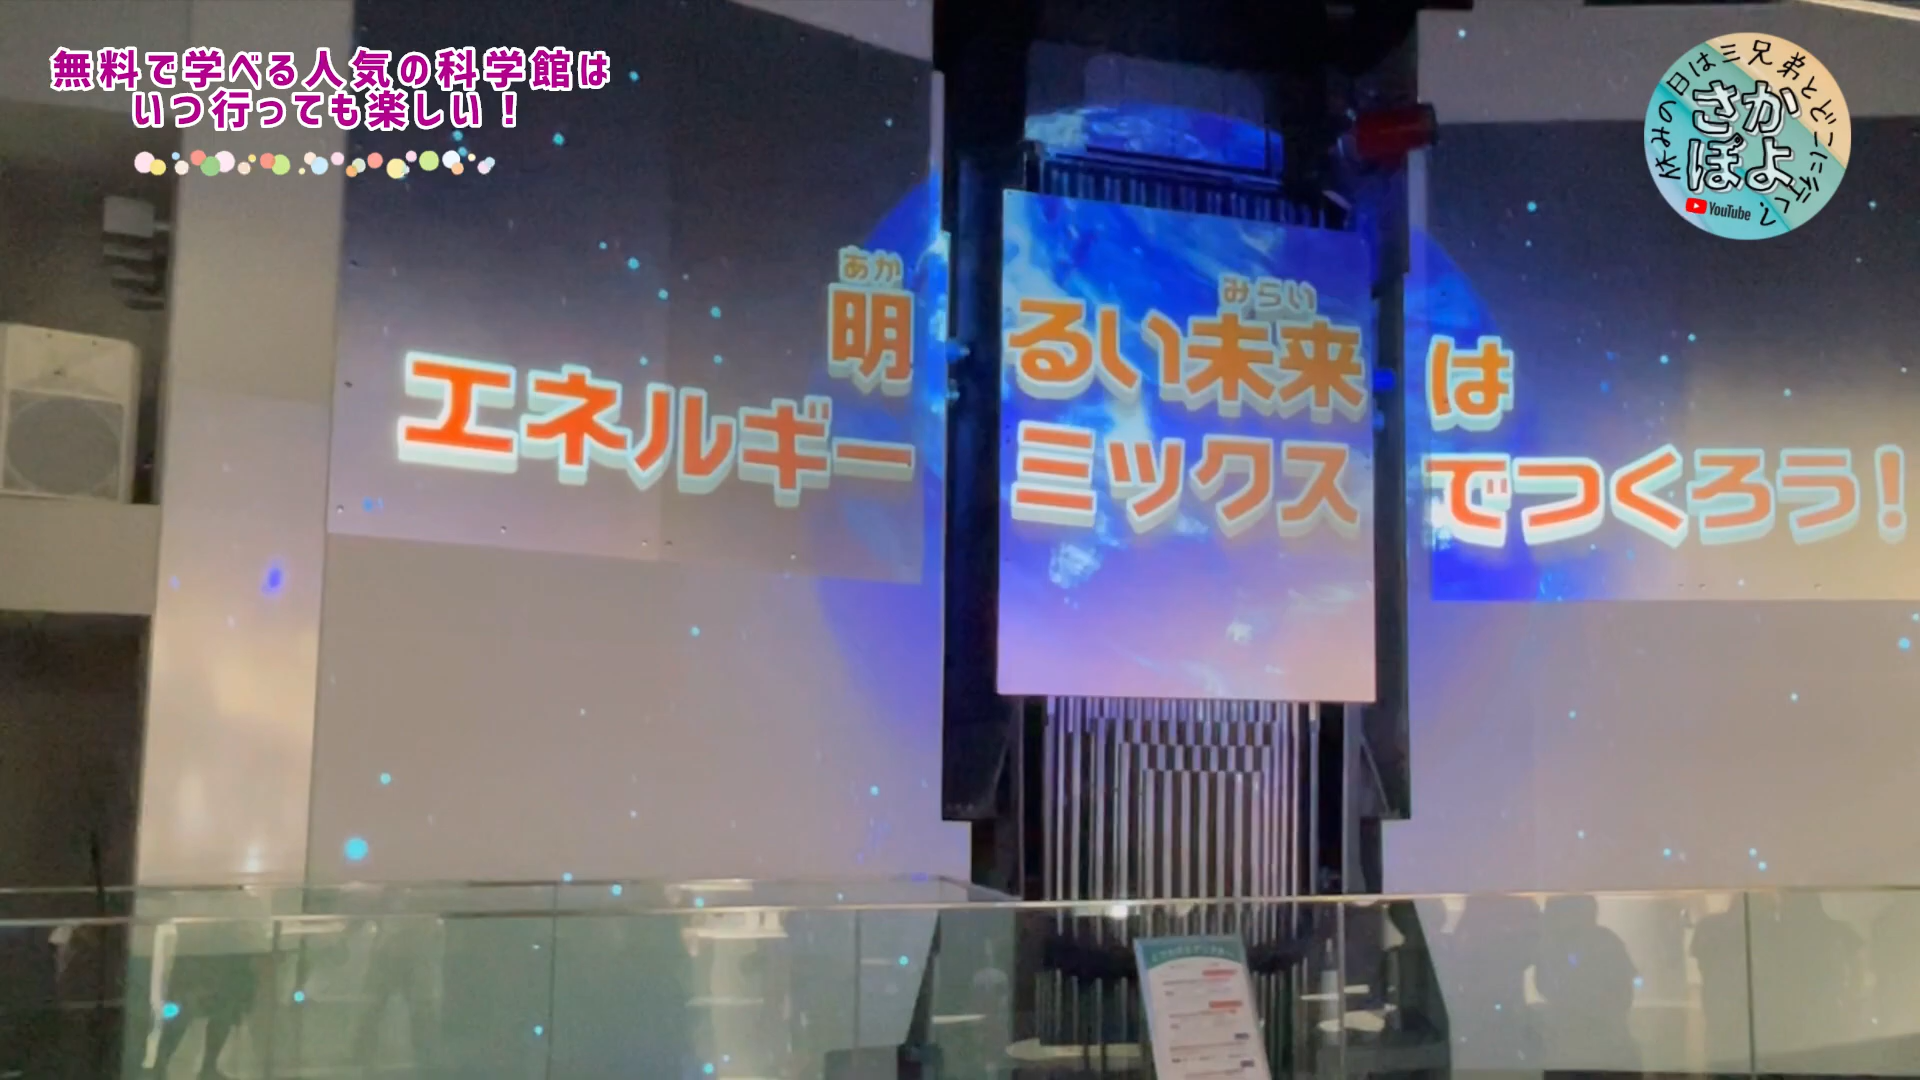 無料で学べる人気の科学館は
いつ行っても楽しい！
休みの日は三兄弟とどこに行く？
さかぽよ
YouTube
あか みらい
明るい未来は
エネルギーミックスでつくろう！